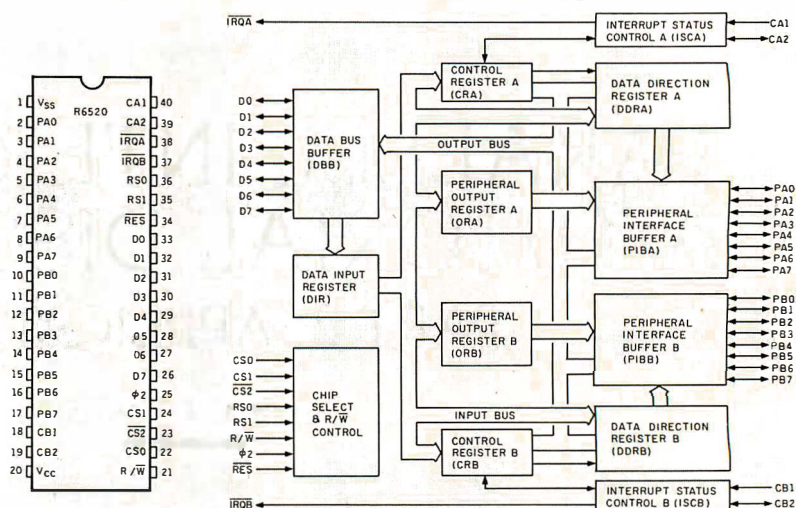 R6520
1 VSS CA1 40
2 PA0 CA2 39
3 PA1 IRQA 38
4 PA2 IRQB 37
5 PA3 RS0 36
6 PA4 RS1 35
7 PA5 RES 34
8 PA6 D0 33
9 PA7 D1 32
10 PB0 D2 31
11 PB1 D3 30
12 PB2 D4 29
13 PB3 D5 28
14 PB4 D6 27
15 PB5 D7 26
16 PB6 φ2 25
17 PB7 CS1 24
18 CB1 CS2 23
19 CB2 CS0 22
20 VCC R/W 21
IRQA
INTERRUPT STATUS
CONTROL A (ISCA)
CA1
CA2
CONTROL
REGISTER A
(CRA)
DATA DIRECTION
REGISTER A
(DDRA)
D0
D1
D2
D3
D4
D5
D6
D7
DATA BUS
BUFFER
(DBB)
OUTPUT BUS
PERIPHERAL
OUTPUT
REGISTER A
(ORA)
PERIPHERAL
INTERFACE
BUFFER A
(PIBA)
PA0
PA1
PA2
PA3
PA4
PA5
PA6
PA7
DATA INPUT
REGISTER
(DIR)
PERIPHERAL
OUTPUT
REGISTER B
(ORB)
PERIPHERAL
INTERFACE
BUFFER B
(PIBB)
PB0
PB1
PB2
PB3
PB4
PB5
PB6
PB7
CS0
CS1
CS2
RS0
RS1
R/W
φ2
RES
CHIP
SELECT
& R/W
CONTROL
INPUT BUS
CONTROL
REGISTER B
(CRB
DATA DIRECTION
REGISTER B
(DDRB)
IRQB
INTERRUPT STATUS
CONTROL B (ISCB)
CB1
CB2